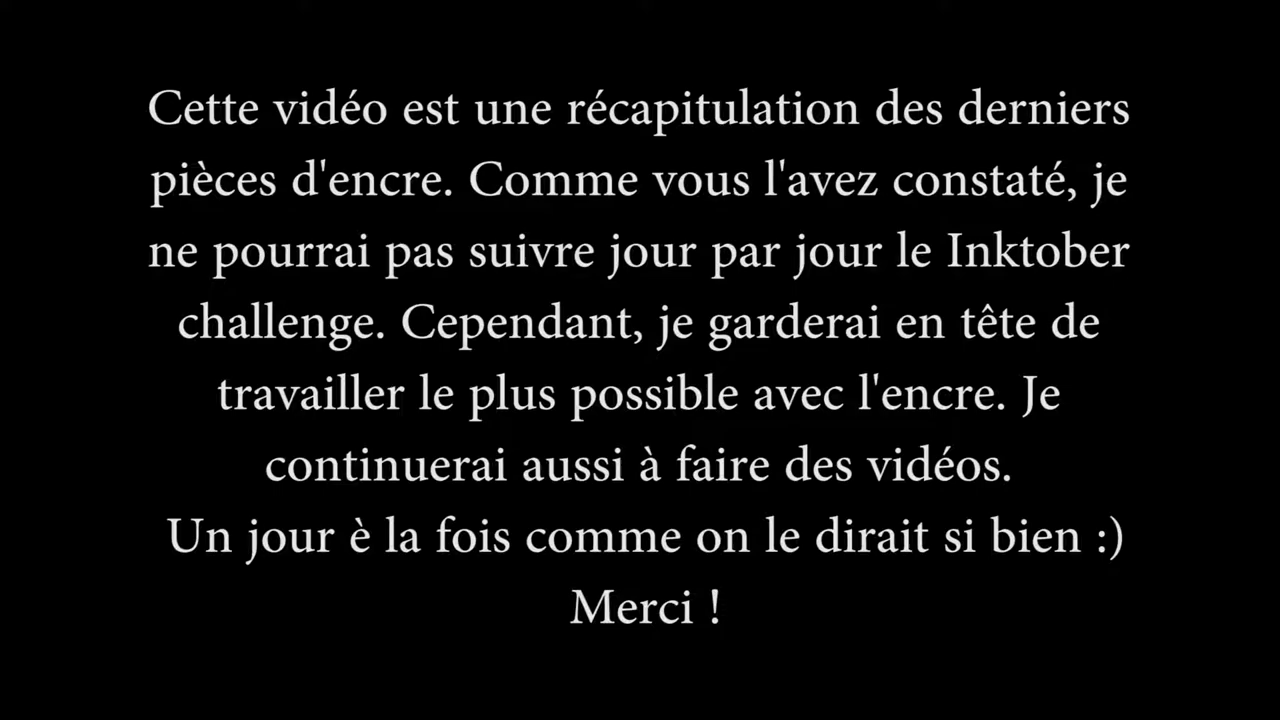 Cette vidéo est une récapitulation des derniers
pièces d'encre. Comme vous l'avez constaté, je
ne pourrai pas suivre jour par jour le Inktober
challenge. Cependant, je garderai en tête de
travailler le plus possible avec l'encre. Je
continuerai aussi à faire des vidéos.
Un jour è la fois comme on le dirait si bien :)
Merci !